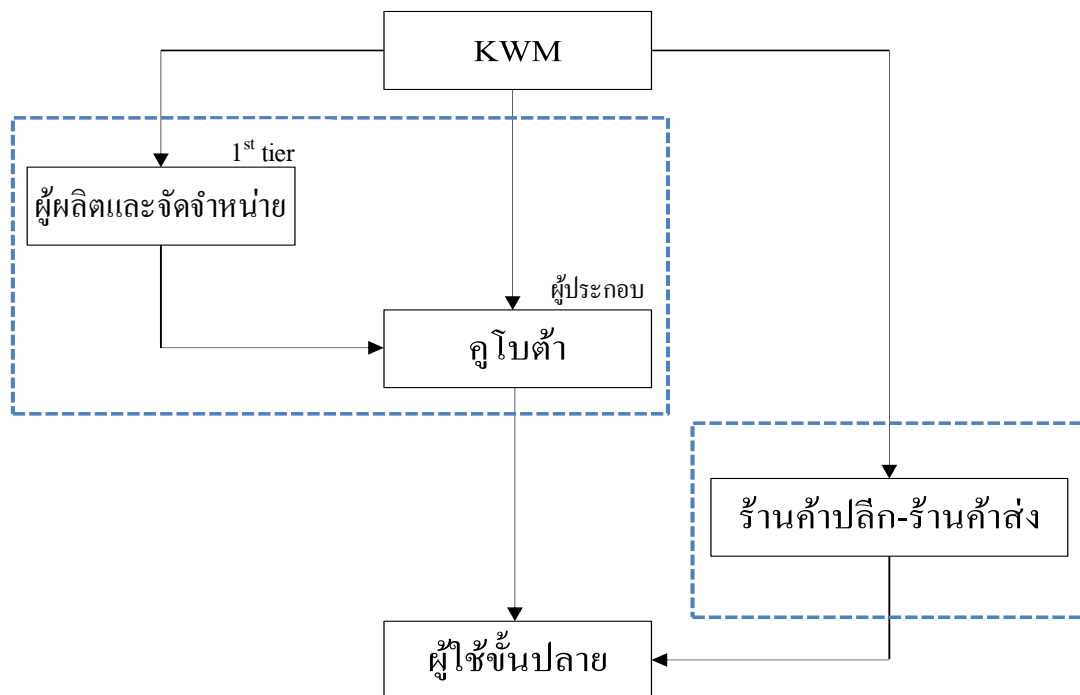 KWM
1st tier
ผู้ผลิตและจัดจำหน่าย
ผู้ประกอบ
คูโบต้า
ร้านค้าปลีก-ร้านค้าส่ง
ผู้ใช้ขั้นปลาย